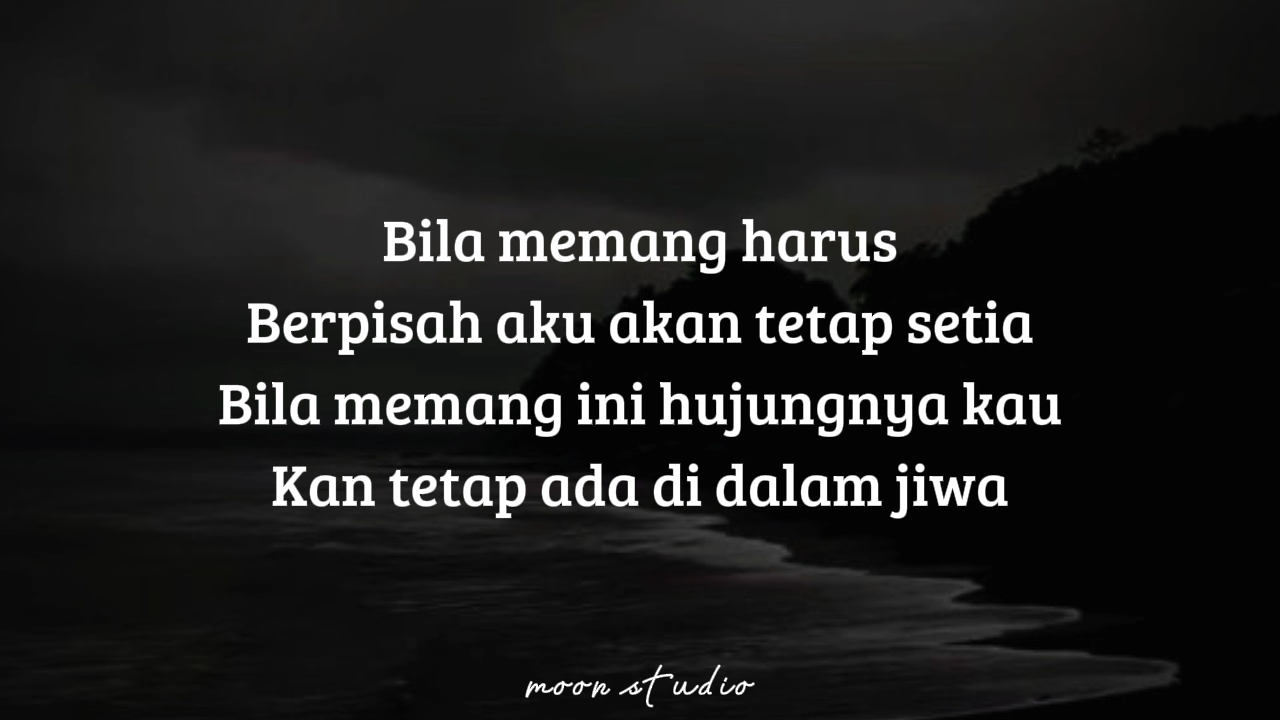 Bila memang harus
Berpisah aku akan tetap setia
Bila memang ini hujungnya kau
Kan tetap ada di dalam jiwa
moon studio